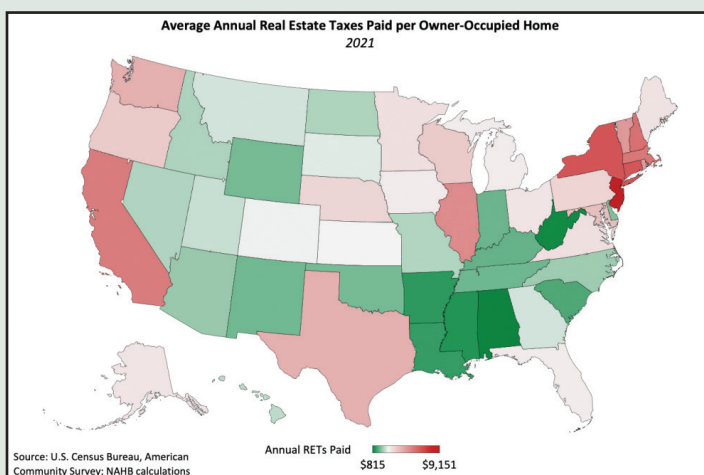 Average Annual Real Estate Taxes Paid per Owner-Occupied Home
2021
Annual RETs Paid
$815
$9,151
Source: U.S. Census Bureau, American
Community Survey; NAHB calculations